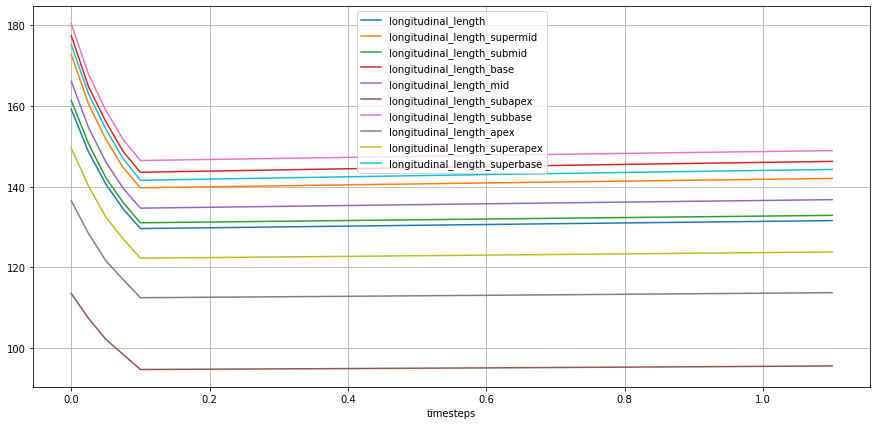 180
160
140
120
100
longitudinal_length
longitudinal_length_supermid
longitudinal_length_submid
longitudinal_length_base
longitudinal_length_mid
longitudinal_length_subapex
longitudinal_length_subbase
longitudinal_length_apex
longitudinal_length_superapex
longitudinal_length_superbase
0.0 0.2 0.4 0.6 0.8 1.0
timesteps